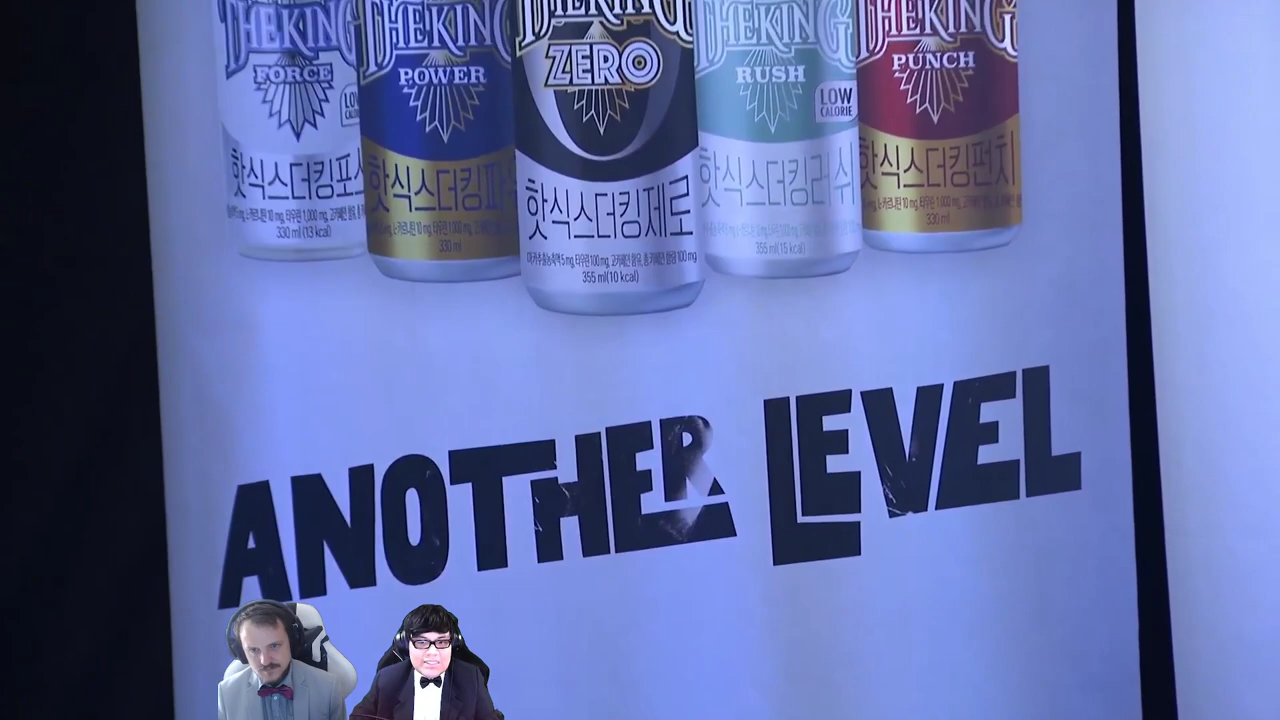 THEKING
FORCE
LOW
핫식스더킹포스
330 ml (13 kcal)
THEKING
POWER
핫식스더킹파
330 ml
THEKING
ZERO
핫식스더킹제로
355 ml(10 kcal)
THEKING
RUSH
LOW
CALORIE
핫식스더킹러쉬
355 ml(15 kcal)
THEKING
PUNCH
핫식스더킹펀치
330 ml
ANOTHER LEVEL